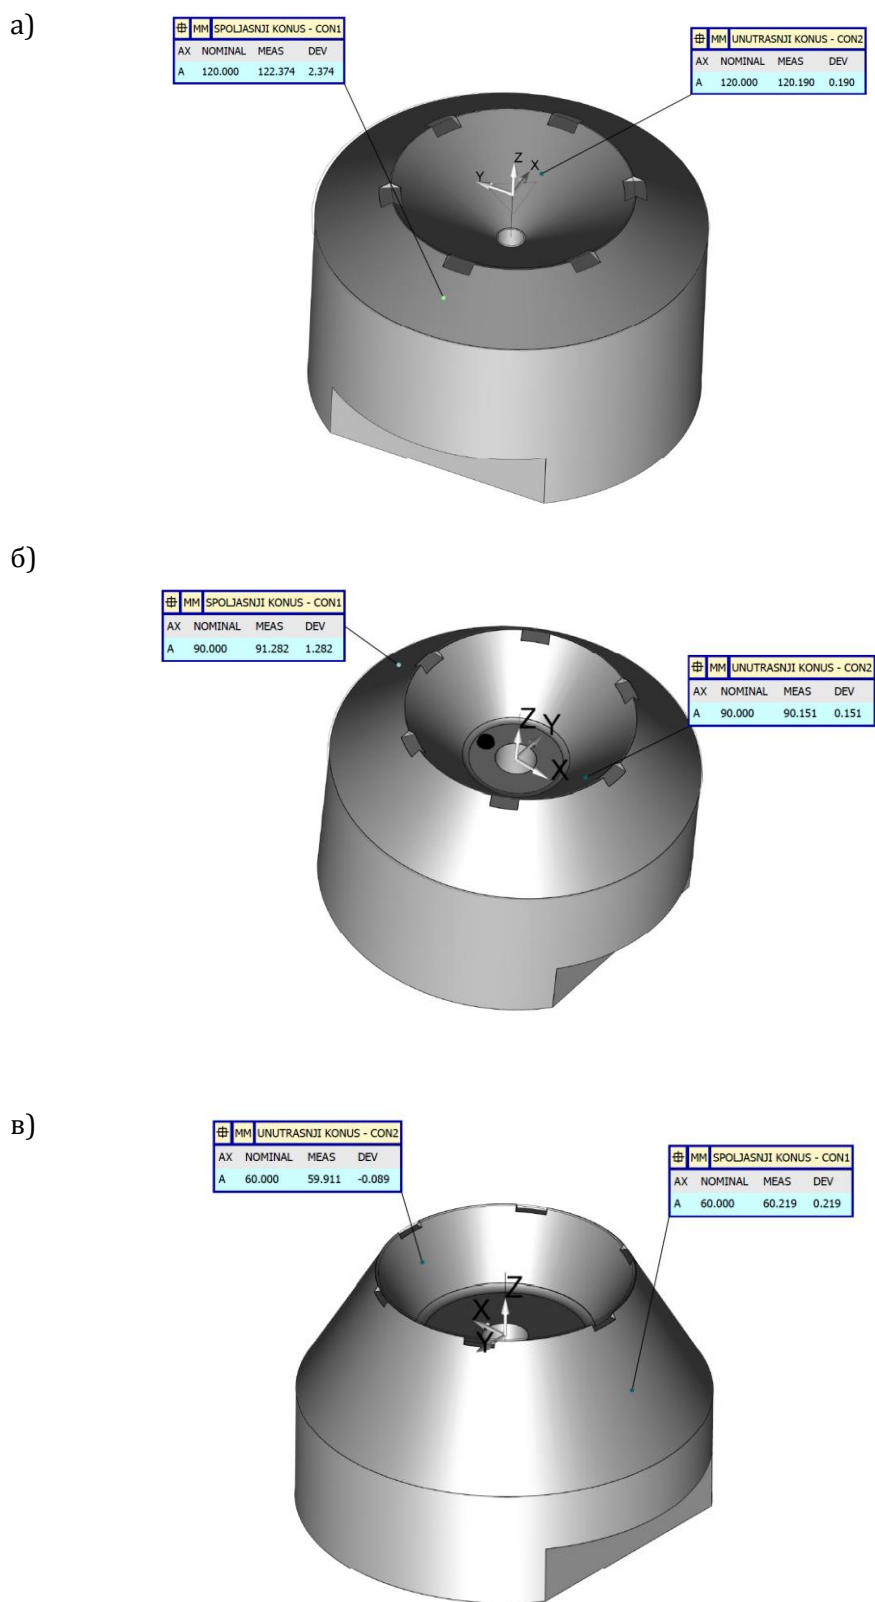 а)
MM SPOLJASNJI KONUS - CON1
AX NOMINAL MEAS DEV
A 120.000 122.374 2.374
MM UNUTRASNJI KONUS - CON2
AX NOMINAL MEAS DEV
A 120.000 120.190 0.190
Z
X
Y
б)
MM SPOLJASNJI KONUS - CON1
AX NOMINAL MEAS DEV
A 90.000 91.282 1.282
MM UNUTRASNJI KONUS - CON2
AX NOMINAL MEAS DEV
A 90.000 90.151 0.151
Z Y
X
в)
MM UNUTRASNJI KONUS - CON2
AX NOMINAL MEAS DEV
A 60.000 59.911 -0.089
MM SPOLJASNJI KONUS - CON1
AX NOMINAL MEAS DEV
A 60.000 60.219 0.219
Z
X
Y